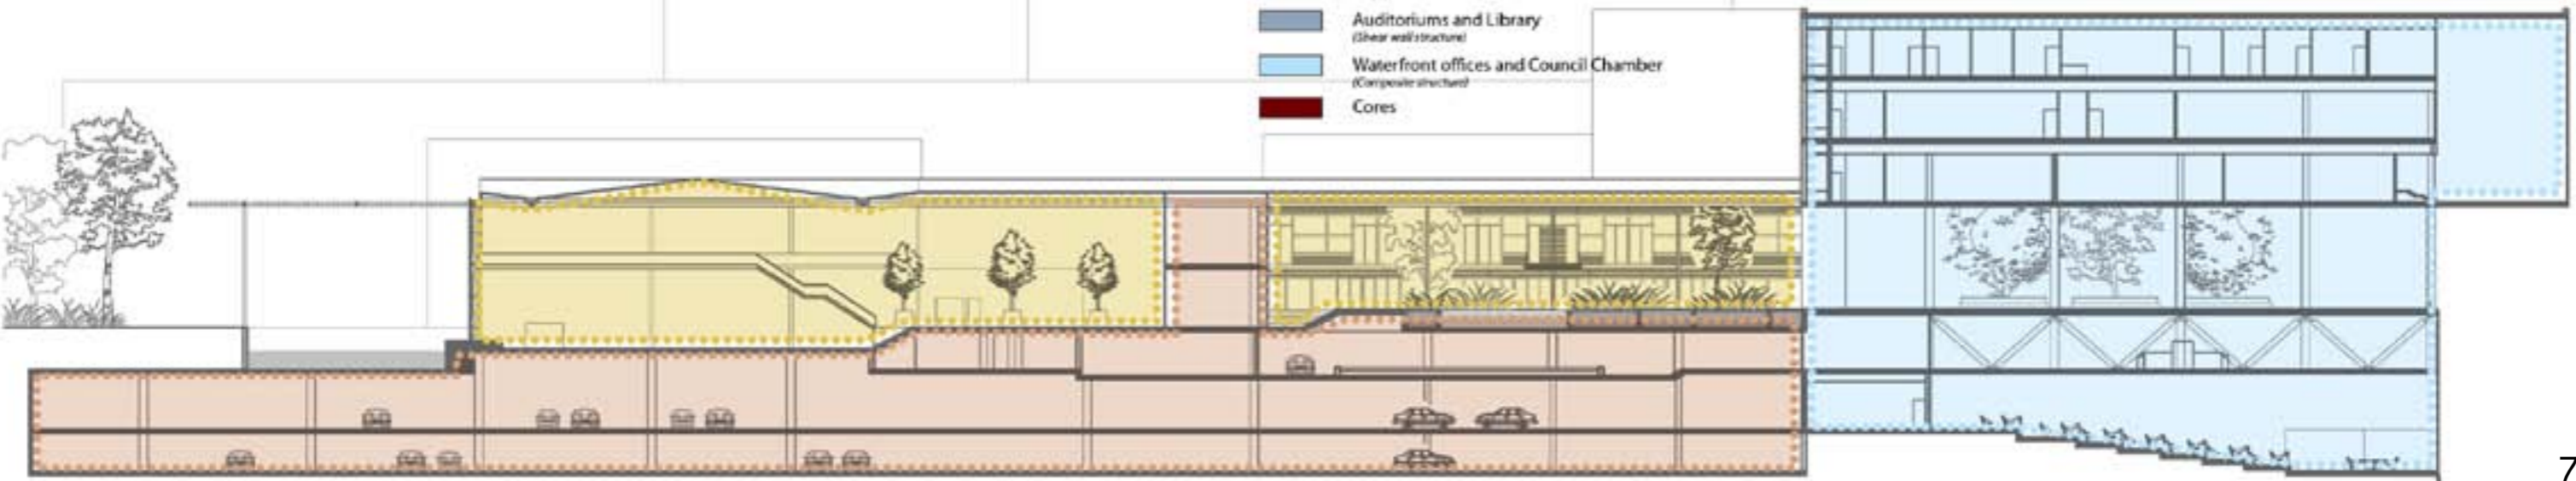 Auditoriums and Library
(Shear wall structure)
Waterfront offices and Council Chamber
(Composite structure)
Cores
7